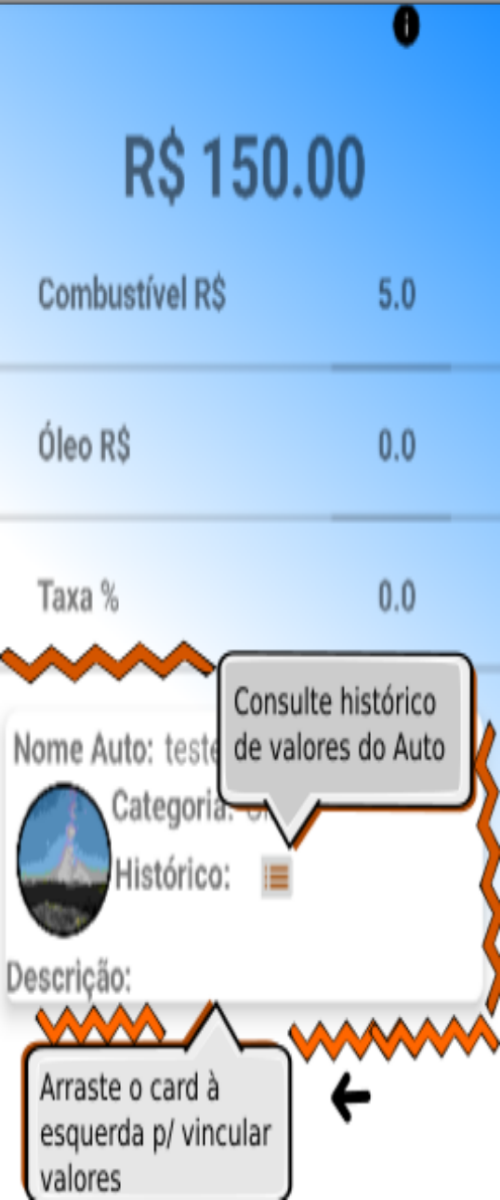 R$ 150.00
Combustível R$ 5.0
Óleo R$ 0.0
Taxa % 0.0
Consulte histórico
de valores do Auto
Nome Auto: teste
Categoria:
Histórico:
Descrição:
Arraste o card à
esquerda p/ vincular
valores